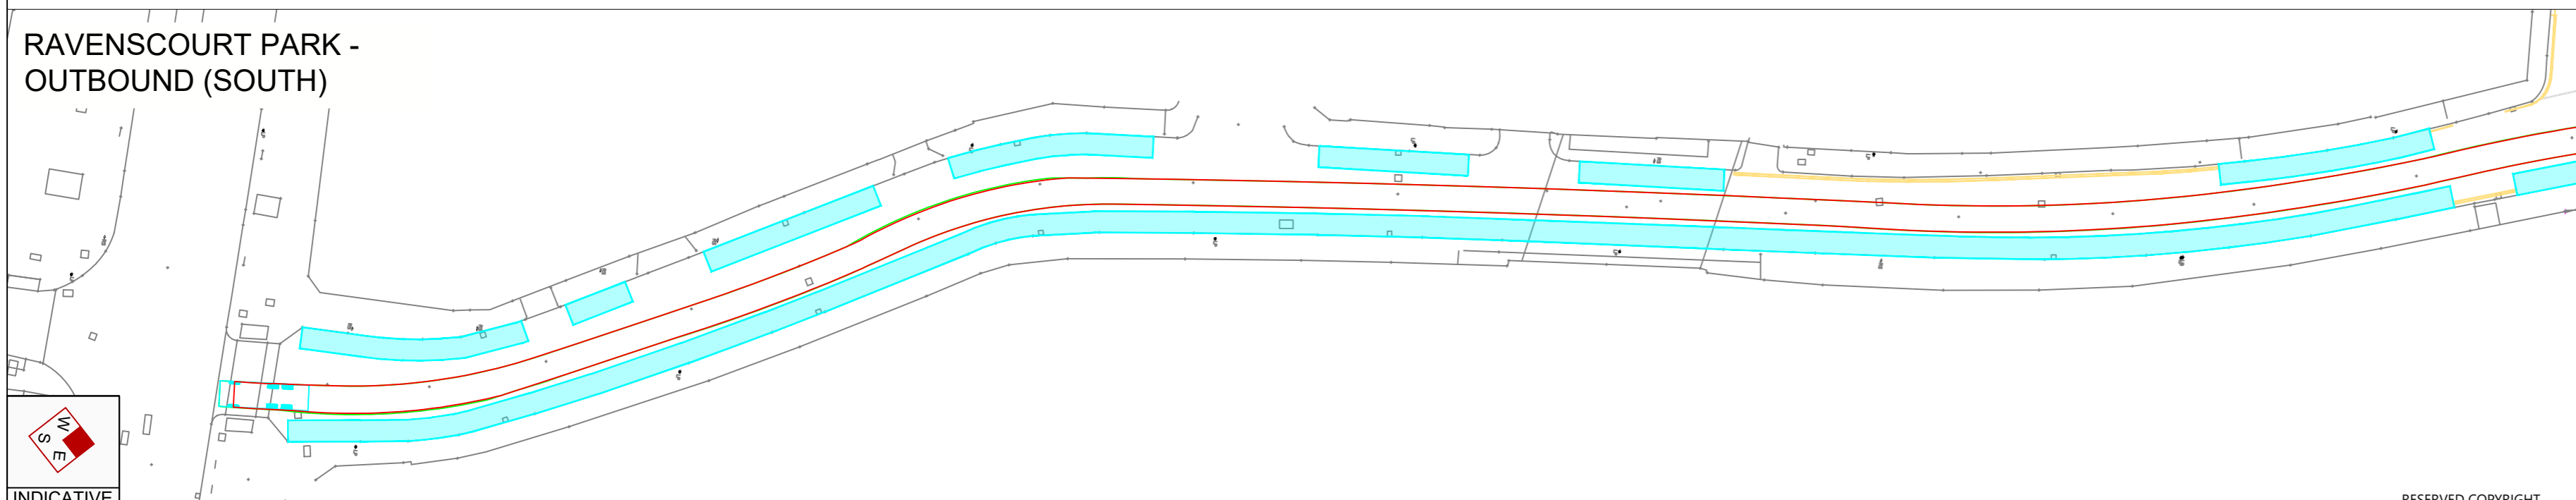 RAVENSCOURT PARK -
OUTBOUND (SOUTH)
W
S
E
INDICATIVE
RESERVED COPYRIGHT